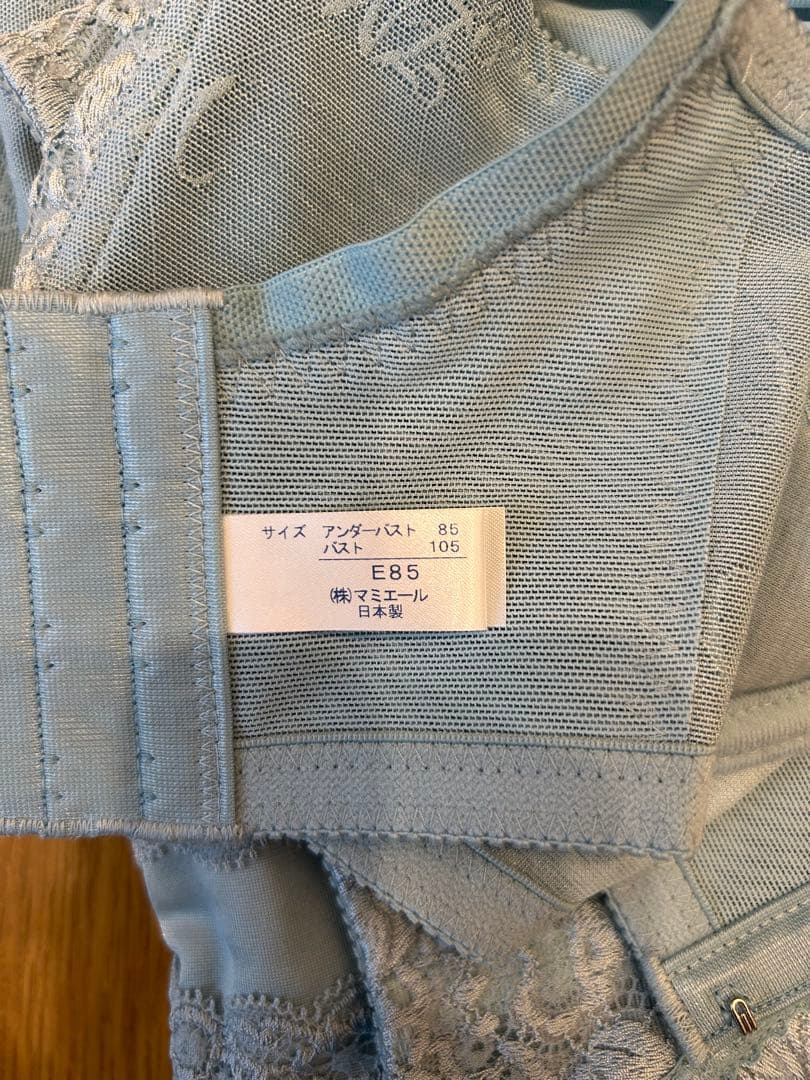 サイズ アンダーバスト 85
バスト 105
E85
(株)マミエール
日本製